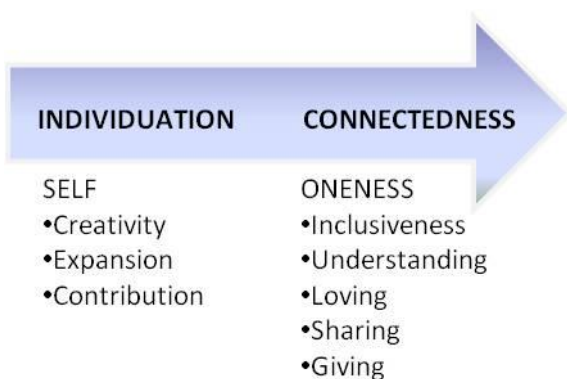 INDIVIDUATION CONNECTEDNESS
SELF
•Creativity
•Expansion
•Contribution
ONENESS
•Inclusiveness
•Understanding
•Loving
•Sharing
•Giving